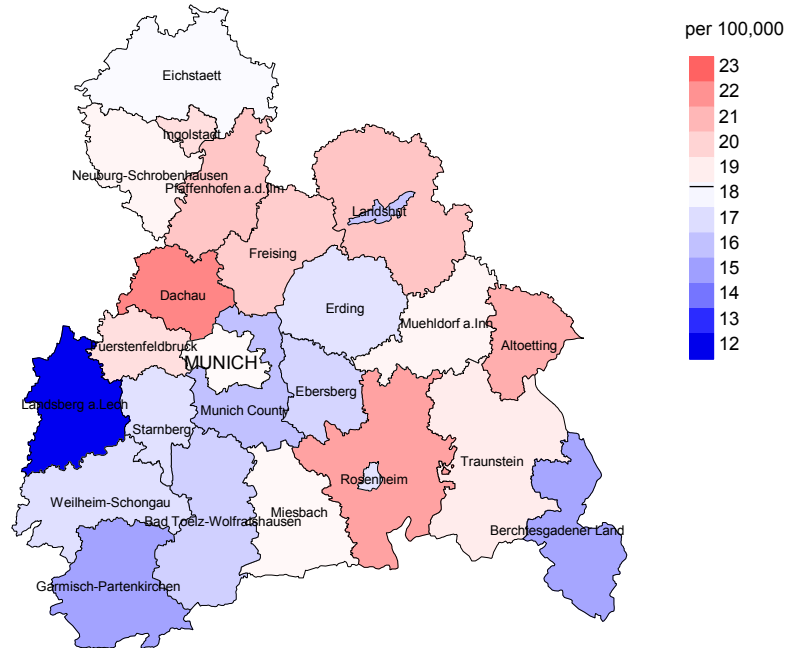 per 100,000
23
22
21
20
19
18
17
16
15
14
13
12
Eichstaett
Ingolstadt
Neuburg-Schrobenhausen
Pfaffenhofen a.d.Ilm
Landshut
Freising
Dachau
Erding
Muehldorf a.Inn
Altoetting
Fuerstenfeldbruck
MUNICH
Ebersberg
Landsberg a.Lech
Munich County
Starnberg
Traunstein
Rosenheim
Weilheim-Schongau
Miesbach
Bad Toelz-Wolfratshausen
Berchtesgadener Land
Garmisch-Partenkirchen